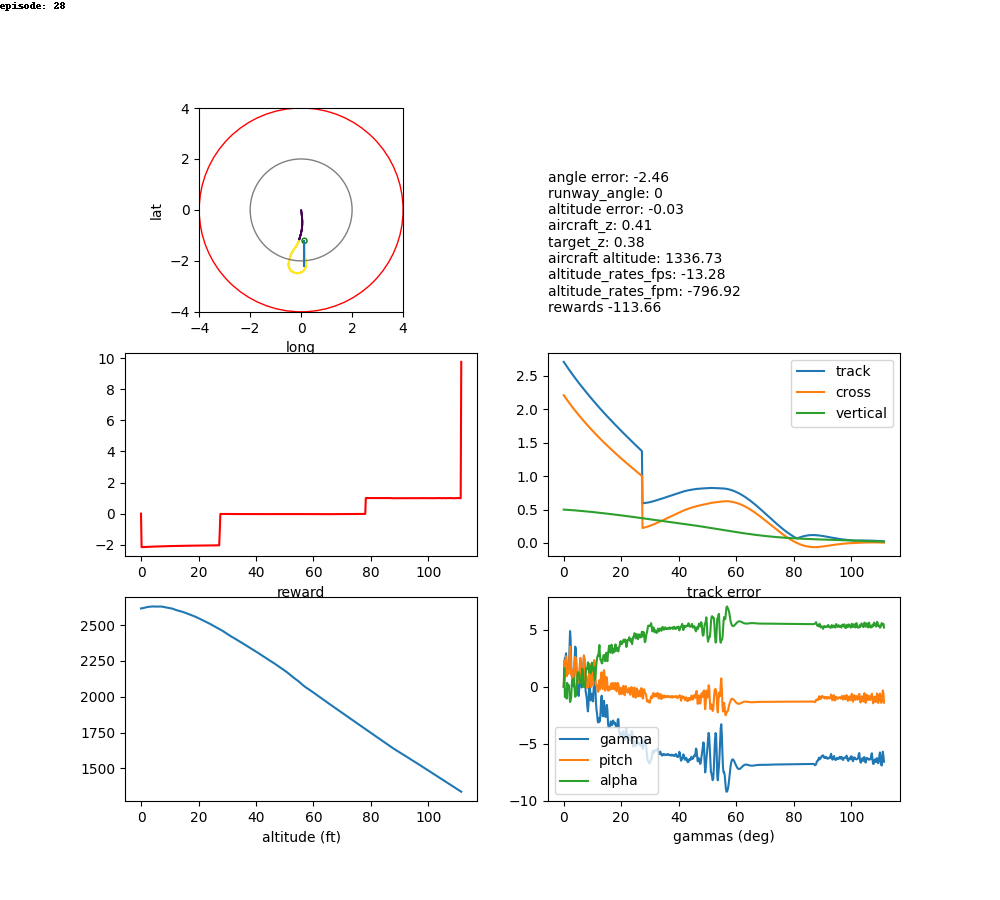 episode: 28
4
2
0
−2
−4
lat
−4 −2 0 2 4
long
angle error: -2.46
runway_angle: 0
altitude error: -0.03
aircraft_z: 0.41
target_z: 0.38
aircraft altitude: 1336.73
altitude_rates_fps: -13.28
altitude_rates_fpm: -796.92
rewards -113.66
10
8
6
4
2
0
−2
0 20 40 60 80 100
reward
2.5
2.0
1.5
1.0
0.5
0.0
track
cross
vertical
0 20 40 60 80 100
track error
2500
2250
2000
1750
1500
0 20 40 60 80 100
altitude (ft)
5
0
−5
−10
gamma
pitch
alpha
0 20 40 60 80 100
gammas (deg)